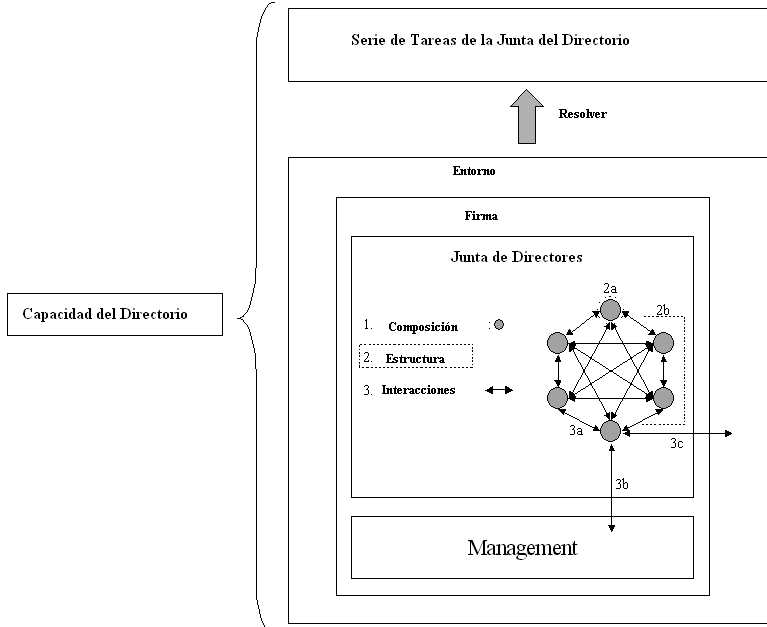 Serie de Tareas de la Junta del Directorio
Resolver
Entorno
Firma
Junta de Directores
2a
2b
1. Composición :
Capacidad del Directorio
2. Estructura
3. Interacciones
3a
3c
3b
Management